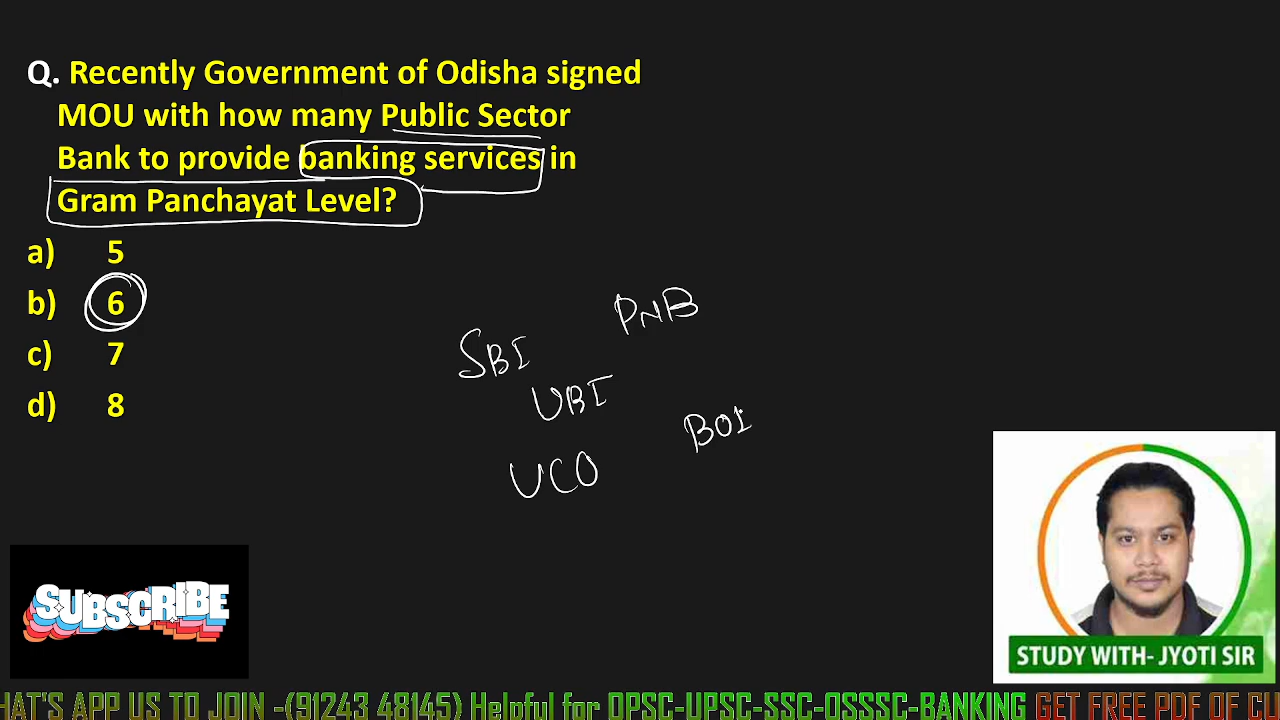 Q. Recently Government of Odisha signed
MOU with how many Public Sector
Bank to provide banking services in
Gram Panchayat Level?
a) 5
b) 6
c) 7
d) 8
PNB
SBI
UBI
BOI
UCO
SUBSCRIBE
STUDY WITH- JYOTI SIR
HAT'S APP US TO JOIN -(91243 48145) Helpful for OPSC-UPSC-SSC-OSSSC-BANKING GET FREE PDF OF CL